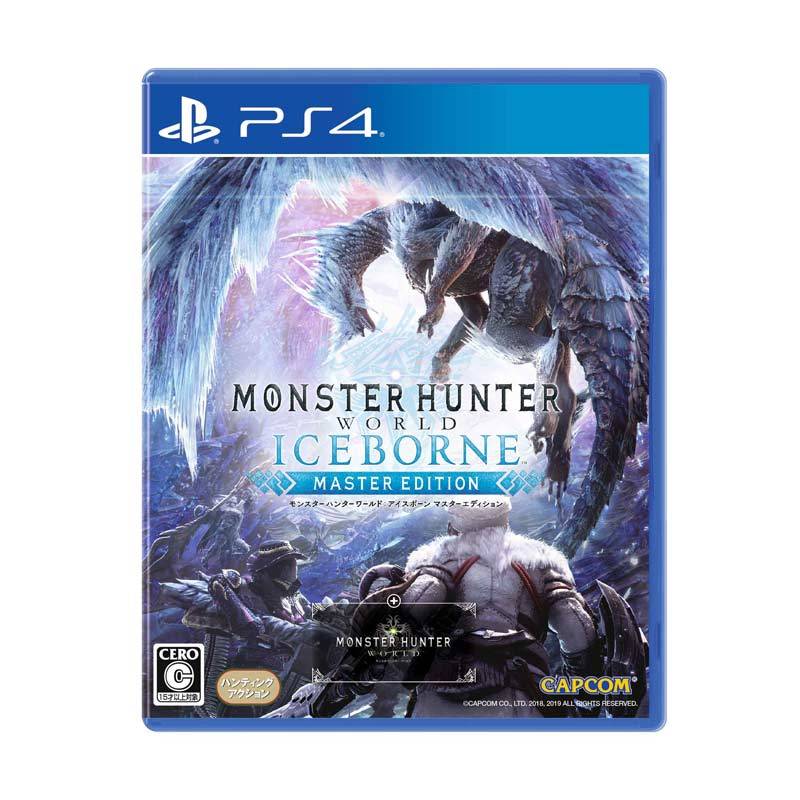 PS4
MONSTER HUNTER
WORLD
ICEBORNE™
MASTER EDITION
モンスターハンターワールド：アイスボーン マスターエディション
+
MONSTER HUNTER
WORLD
CERO
C
15才以上対象
ハンティング
アクション
CAPCOM
©CAPCOM CO., LTD. 2018, 2019 ALL RIGHTS RESERVED.